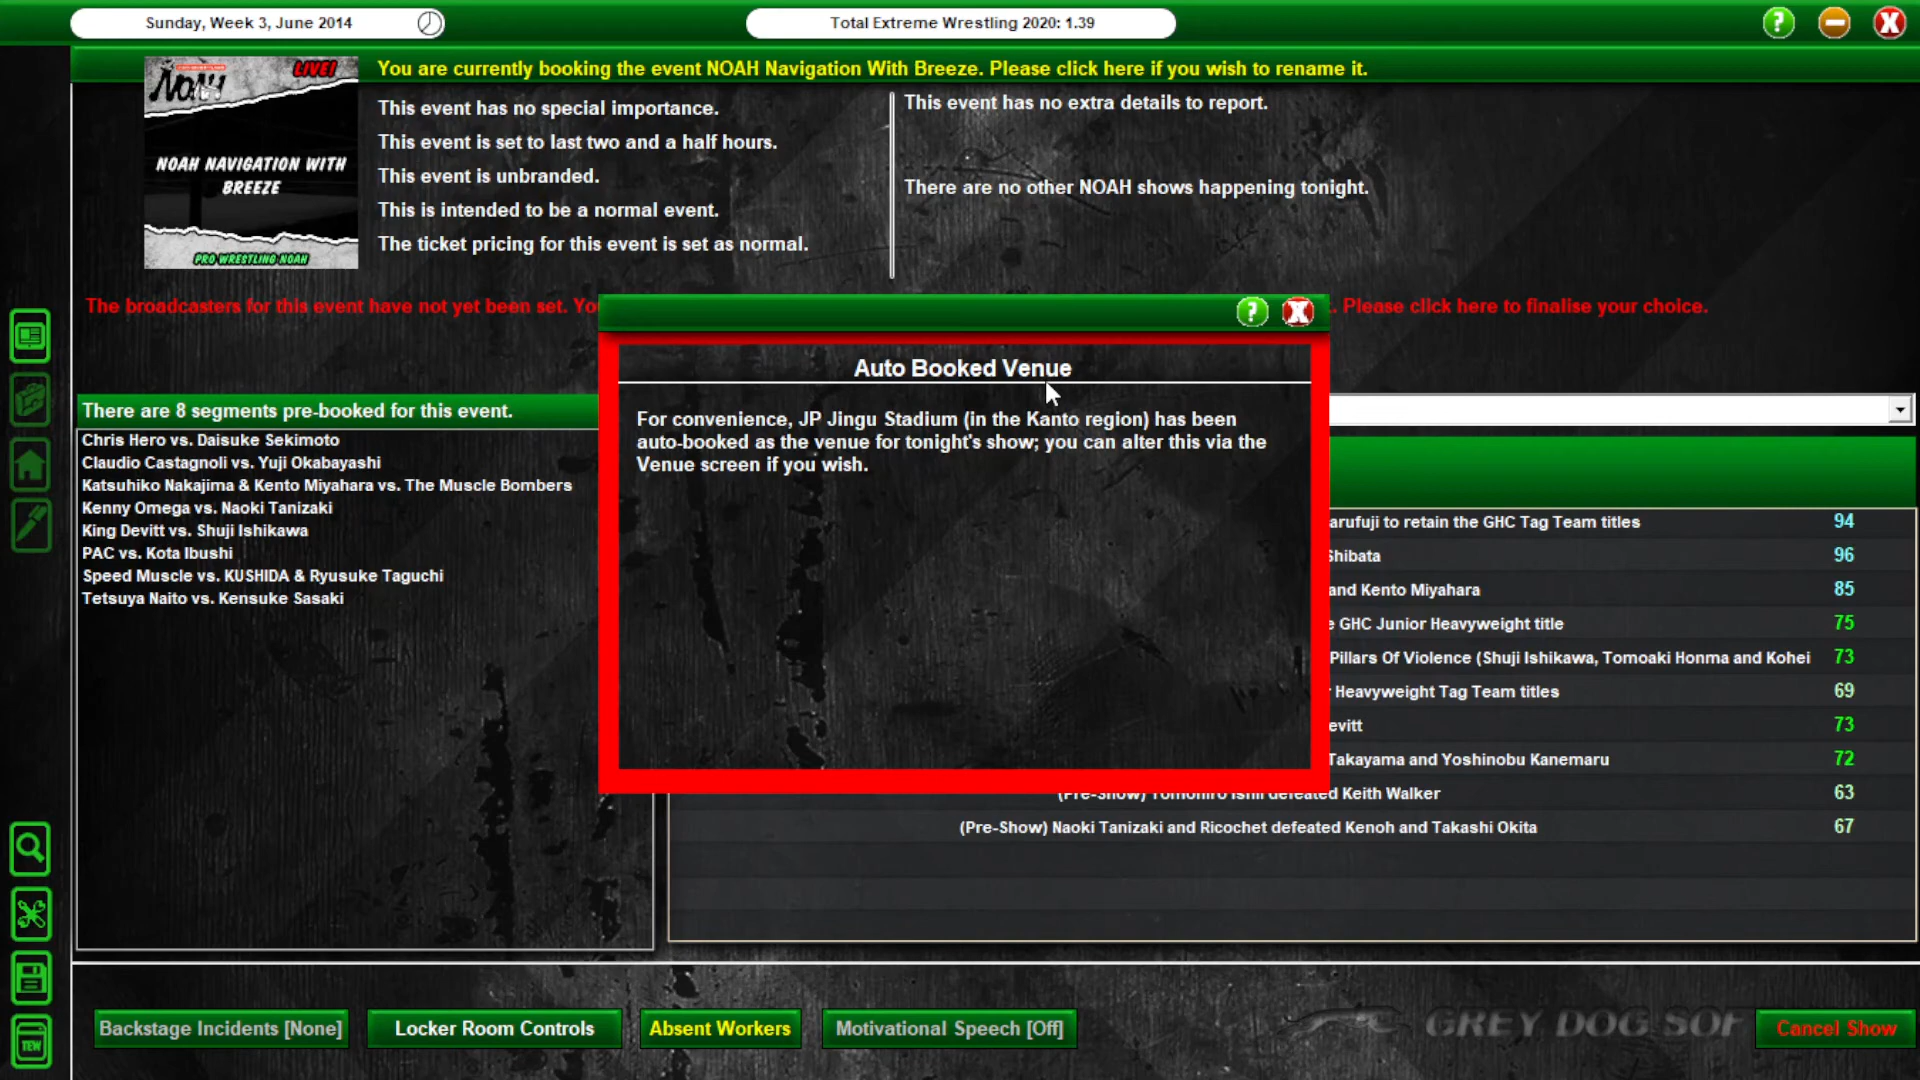 Sunday, Week 3, June 2014
Total Extreme Wrestling 2020: 1.39
You are currently booking the event NOAH Navigation With Breeze. Please click here if you wish to rename it.
NOAH
LIVE!
NOAH NAVIGATION WITH
BREEZE
PRO WRESTLING NOAH
This event has no special importance.
This event is set to last two and a half hours.
This event is unbranded.
This is intended to be a normal event.
The ticket pricing for this event is set as normal.
This event has no extra details to report.
There are no other NOAH shows happening tonight.
The broadcasters for this event have not yet been set. . Please click here to finalise your choice.
Auto Booked Venue
For convenience, JP Jingu Stadium (in the Kanto region) has been
auto-booked as the venue for tonight's show; you can alter this via the
Venue screen if you wish.
There are 8 segments pre-booked for this event.
Chris Hero vs. Daisuke Sekimoto
Claudio Castagnoli vs. Yuji Okabayashi
Katsuhiko Nakajima & Kento Miyahara vs. The Muscle Bombers
Kenny Omega vs. Naoki Tanizaki
King Devitt vs. Shuji Ishikawa
PAC vs. Kota Ibushi
Speed Muscle vs. KUSHIDA & Ryusuke Taguchi
Tetsuya Naito vs. Kensuke Sasaki
arufuji to retain the GHC Tag Team titles 94
Shibata 96
and Kento Miyahara 85
e GHC Junior Heavyweight title 75
Pillars Of Violence (Shuji Ishikawa, Tomoaki Honma and Kohei 73
r Heavyweight Tag Team titles 69
evitt 73
Takayama and Yoshinobu Kanemaru 72
(Pre-Show) Tomohiro Ishii defeated Keith Walker 63
(Pre-Show) Naoki Tanizaki and Ricochet defeated Kenoh and Takashi Okita 67
Backstage Incidents [None]
Locker Room Controls
Absent Workers
Motivational Speech [Off]
GREY DOG SOF
Cancel Show
TEW